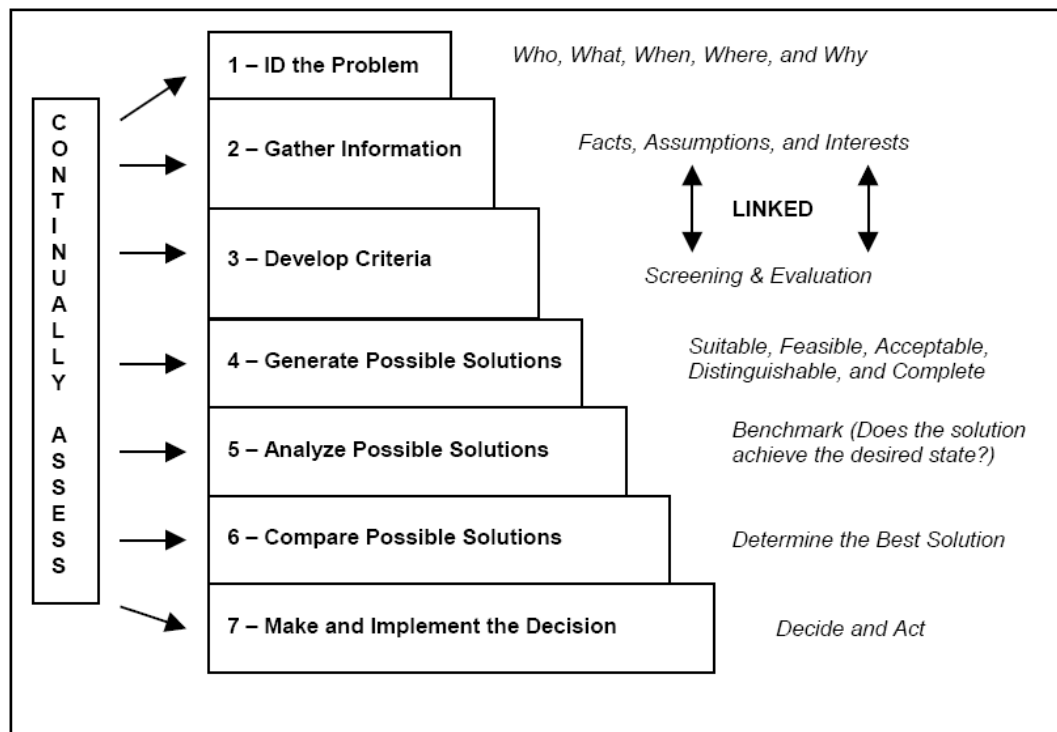 CONTINUALLY ASSESS
1 – ID the Problem
Who, What, When, Where, and Why
2 – Gather Information
Facts, Assumptions, and Interests
LINKED
3 – Develop Criteria
Screening & Evaluation
4 – Generate Possible Solutions
Suitable, Feasible, Acceptable,
Distinguishable, and Complete
5 – Analyze Possible Solutions
Benchmark (Does the solution
achieve the desired state?)
6 – Compare Possible Solutions
Determine the Best Solution
7 – Make and Implement the Decision
Decide and Act